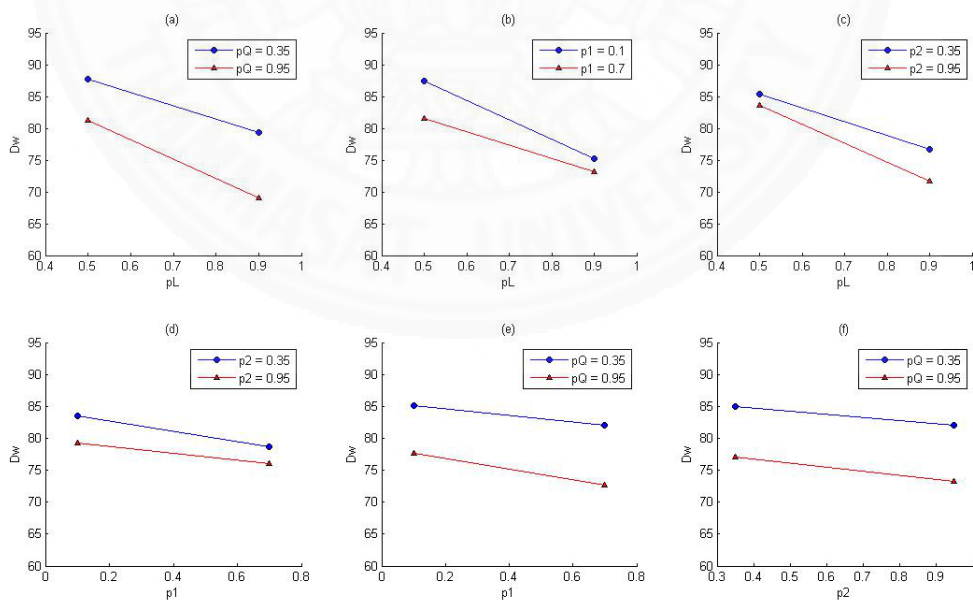 (a)
95
90
85
80
75
70
65
60
Dw
0.4 0.5 0.6 0.7 0.8 0.9 1
pL
pQ = 0.35
pQ = 0.95
(b)
95
90
85
80
75
70
65
60
Dw
0.4 0.5 0.6 0.7 0.8 0.9 1
pL
p1 = 0.1
p1 = 0.7
(c)
95
90
85
80
75
70
65
60
Dw
0.4 0.5 0.6 0.7 0.8 0.9 1
pL
p2 = 0.35
p2 = 0.95
(d)
95
90
85
80
75
70
65
60
Dw
0 0.2 0.4 0.6 0.8
p1
p2 = 0.35
p2 = 0.95
(e)
95
90
85
80
75
70
65
60
Dw
0 0.2 0.4 0.6 0.8
p1
pQ = 0.35
pQ = 0.95
(f)
95
90
85
80
75
70
65
60
Dw
0.3 0.4 0.5 0.6 0.7 0.8 0.9
p2
pQ = 0.35
pQ = 0.95
THAMMASAT UNIVERSITY